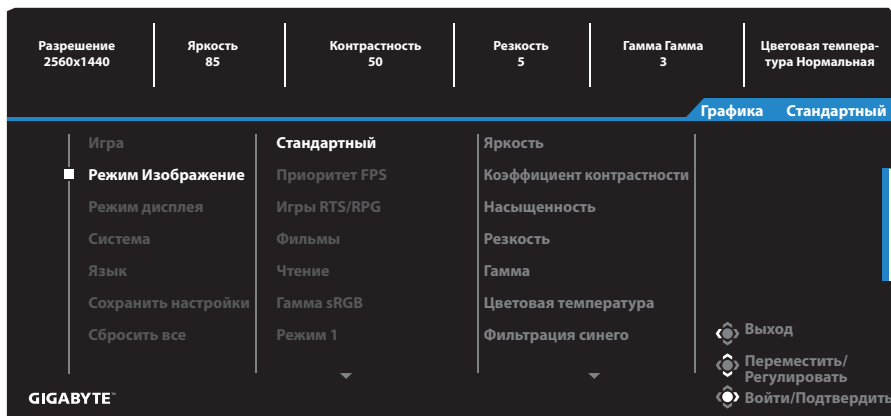 Разрешение
2560x1440
Яркость
85
Контрастность
50
Резкость
5
Гамма Гамма
3
Цветовая темпера-
тура Нормальная
Графика Стандартный
Игра
Режим Изображение
Режим дисплея
Система
Язык
Сохранить настройки
Сбросить все
Стандартный
Приоритет FPS
Игры RTS/RPG
Фильмы
Чтение
Гамма sRGB
Режим 1
Яркость
Коэффициент контрастности
Насыщенность
Резкость
Гамма
Цветовая температура
Фильтрация синего
Выход
Переместить/
Регулировать
Войти/Подтвердить
GIGABYTE™